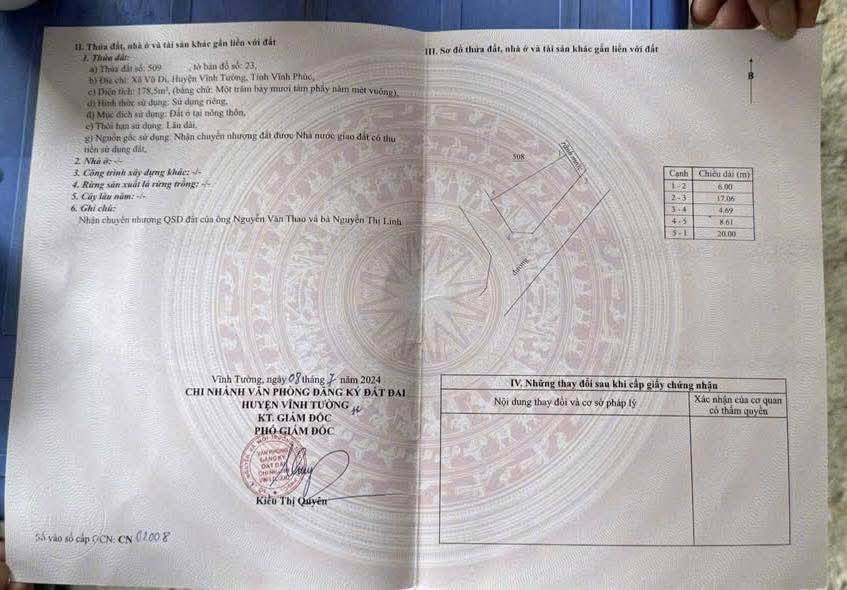 II. Thửa đất, nhà ở và tài sản khác gắn liền với đất
1. Thửa đất:
a) Thửa đất số: 509 , tờ bản đồ số: 23,
b) Địa chỉ: Xã Vũ Di, Huyện Vĩnh Tường, Tỉnh Vĩnh Phúc,
c) Diện tích: 178,5m², (bằng chữ: Một trăm bảy mươi tám phẩy năm mét vuông),
d) Hình thức sử dụng: Sử dụng riêng,
đ) Mục đích sử dụng: Đất ở tại nông thôn,
e) Thời hạn sử dụng: Lâu dài,
g) Nguồn gốc sử dụng: Nhận chuyển nhượng đất được Nhà nước giao đất có thu
tiền sử dụng đất,
2. Nhà ở: -/-
3. Công trình xây dựng khác: -/-
4. Rừng sản xuất là rừng trồng: -/-
5. Cây lâu năm: -/-
6. Ghi chú:
Nhận chuyển nhượng QSD đất của ông Nguyễn Văn Thao và bà Nguyễn Thị Linh
Vĩnh Tường, ngày 08 tháng 7 năm 2024
CHI NHÁNH VĂN PHÒNG ĐĂNG KÝ ĐẤT ĐAI
HUYỆN VĨNH TƯỜNG
KT. GIÁM ĐỐC
PHÓ GIÁM ĐỐC
VĂN PHÒNG
ĐĂNG KÝ
ĐẤT ĐAI
Kiều Thị Quyên
Số vào sổ cấp GCN: CN 02008
III. Sơ đồ thửa đất, nhà ở và tài sản khác gắn liền với đất
B
508
Rãnh nước
đường
Cạnh Chiều dài (m)
1 - 2 6.00
2 - 3 17.06
3 - 4 4.69
4 - 5 8.61
5 - 1 20.00
IV. Những thay đổi sau khi cấp giấy chứng nhận
Nội dung thay đổi và cơ sở pháp lý
Xác nhận của cơ quan
có thẩm quyền